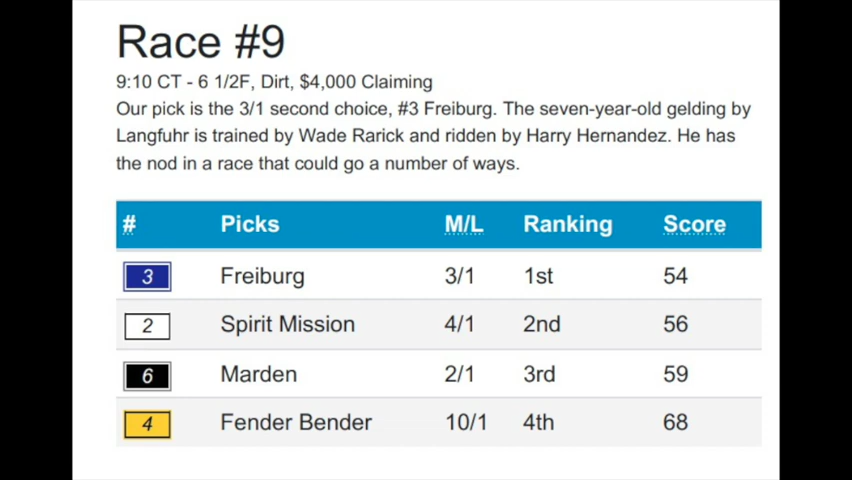 Race #9
9:10 CT - 6 1/2F, Dirt, $4,000 Claiming
Our pick is the 3/1 second choice, #3 Freiburg. The seven-year-old gelding by
Langfuhr is trained by Wade Rarick and ridden by Harry Hernandez. He has
the nod in a race that could go a number of ways.
# Picks M/L Ranking Score
3 Freiburg 3/1 1st 54
2 Spirit Mission 4/1 2nd 56
6 Marden 2/1 3rd 59
4 Fender Bender 10/1 4th 68